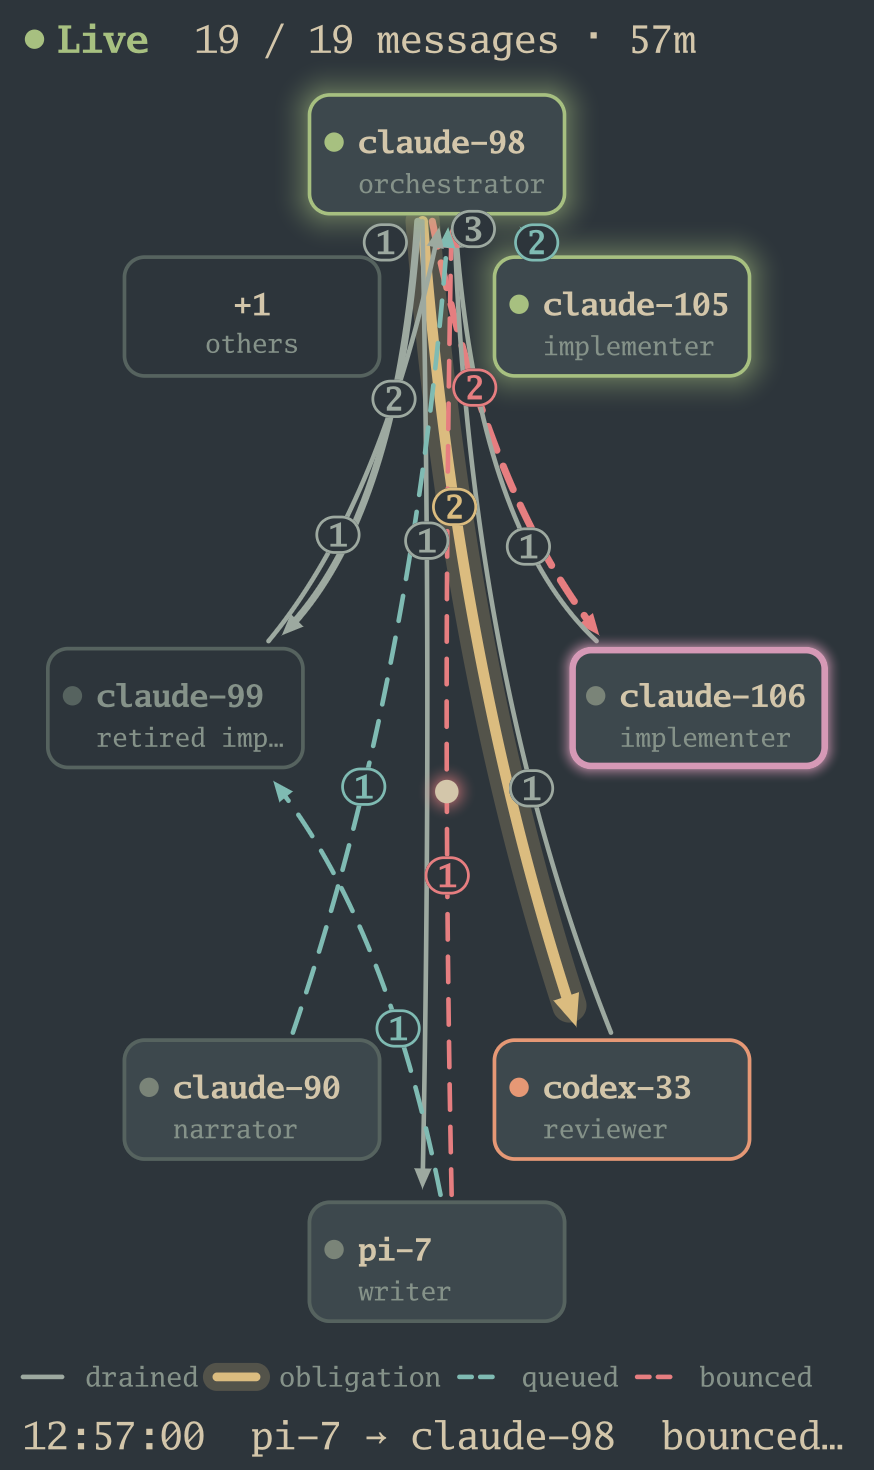 Live 19 / 19 messages · 57m
claude-98
orchestrator
1
3
2
+1
others
claude-105
implementer
2
2
2
1
1
1
claude-99
retired imp…
claude-106
implementer
1
1
1
1
claude-90
narrator
codex-33
reviewer
pi-7
writer
drained obligation queued bounced
12:57:00 pi-7 → claude-98 bounced…